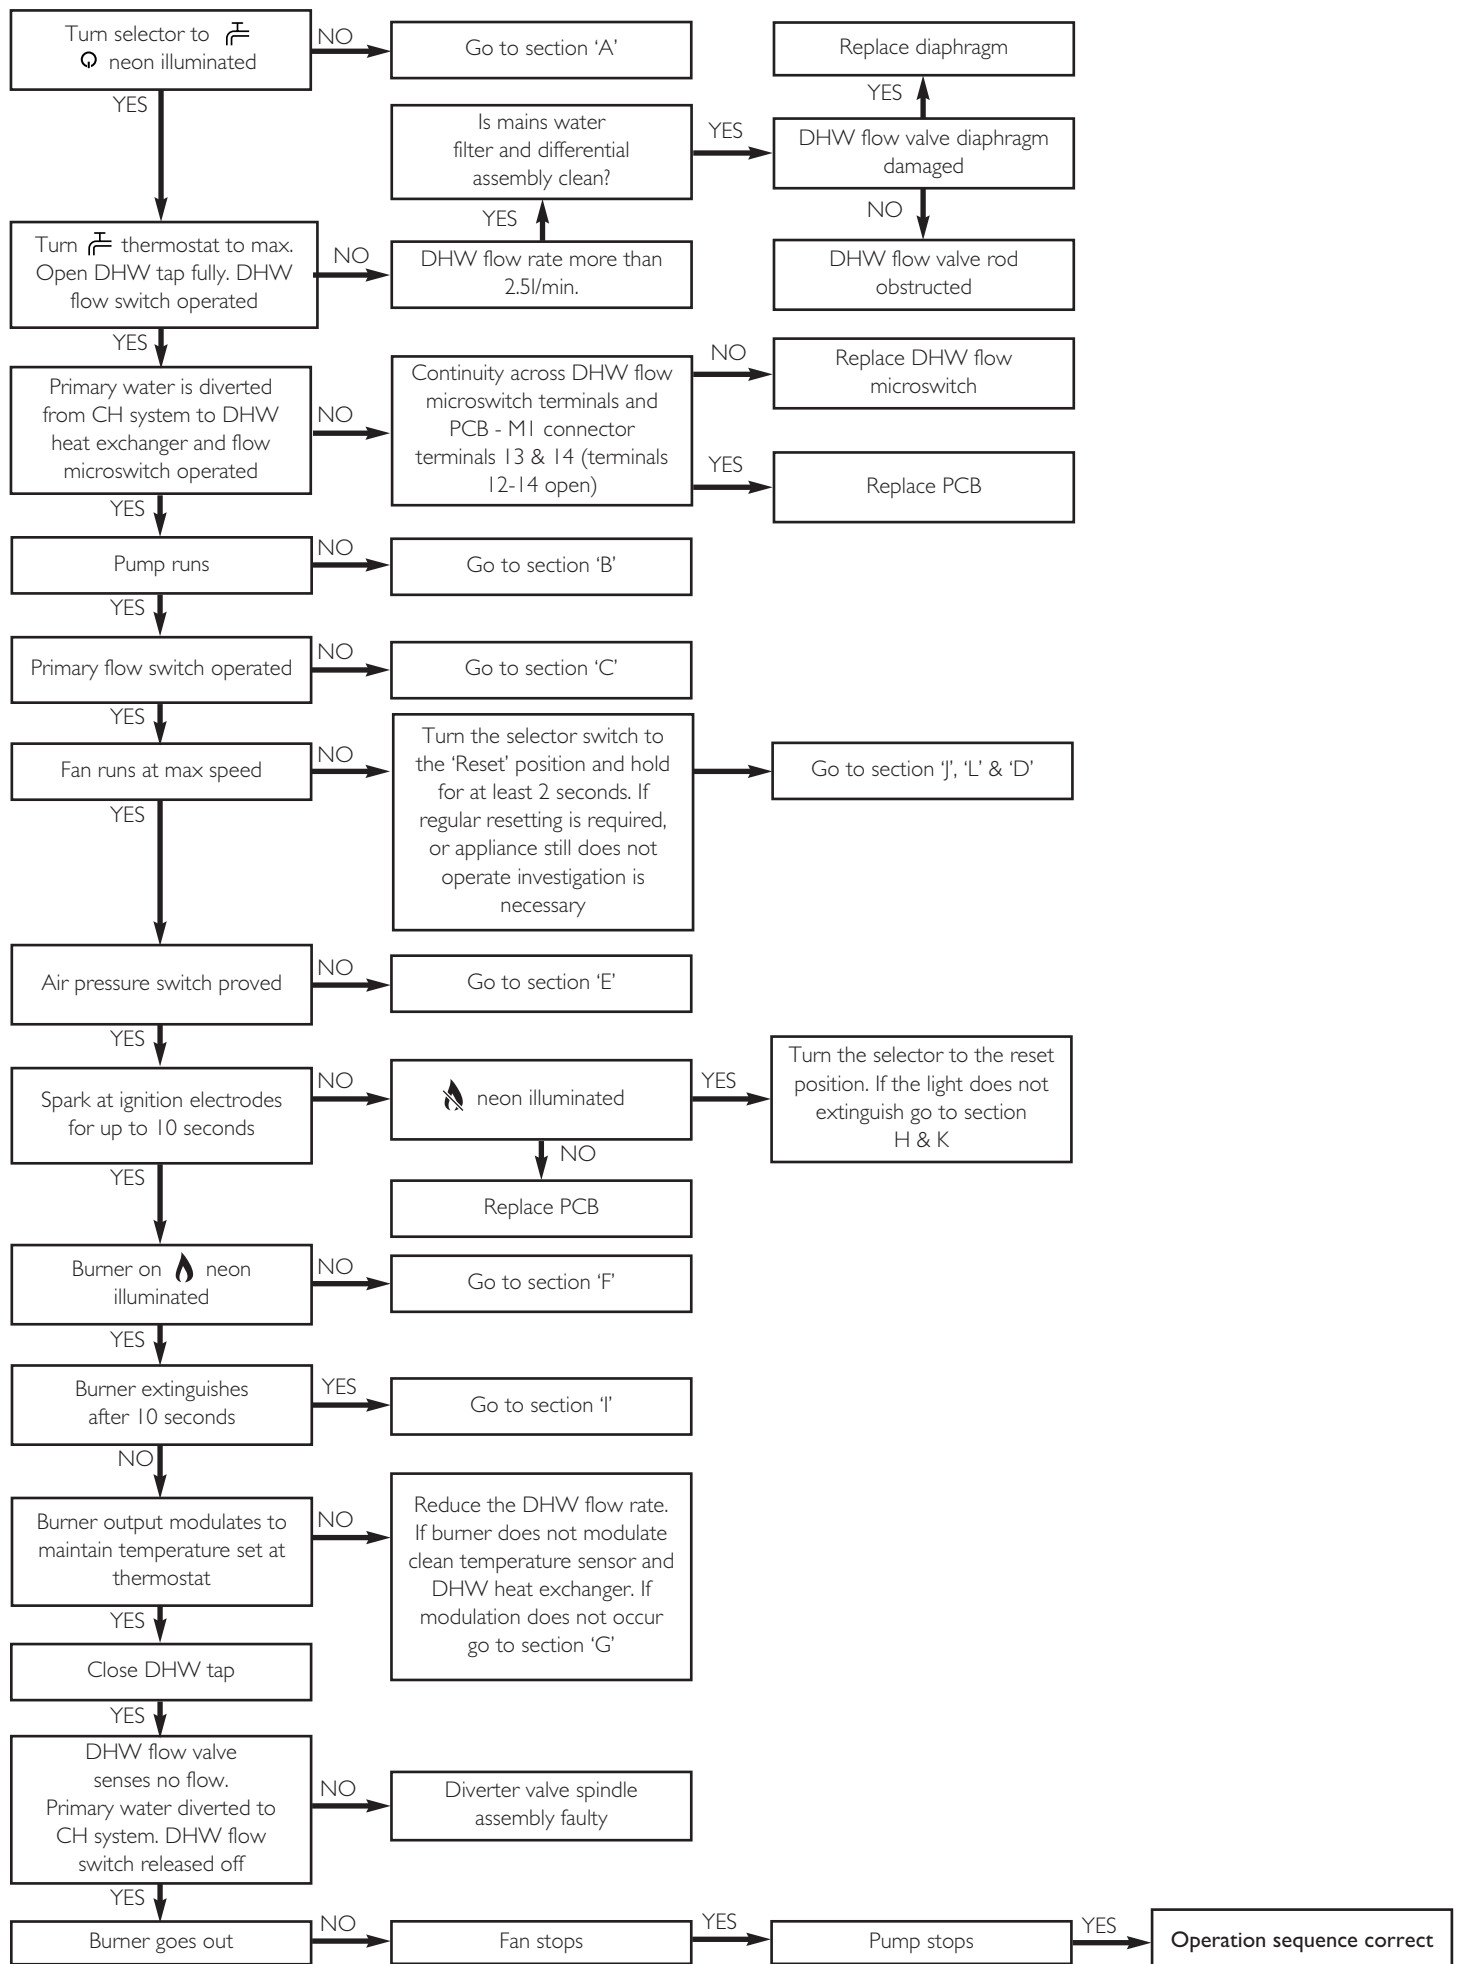 Turn selector to
neon illuminated
NO
Go to section ‘A’
YES
Replace diaphragm
YES
Is mains water
filter and differential
assembly clean?
YES
DHW flow valve diaphragm
damaged
YES
NO
Turn thermostat to max.
Open DHW tap fully. DHW
flow switch operated
NO
DHW flow rate more than
2.5l/min.
DHW flow valve rod
obstructed
YES
Primary water is diverted
from CH system to DHW
heat exchanger and flow
microswitch operated
NO
Continuity across DHW flow
microswitch terminals and
PCB - M1 connector
terminals 13 & 14 (terminals
12-14 open)
NO
Replace DHW flow
microswitch
YES
Replace PCB
YES
Pump runs
NO
Go to section ‘B’
YES
Primary flow switch operated
NO
Go to section ‘C’
YES
Fan runs at max speed
NO
Turn the selector switch to
the ‘Reset’ position and hold
for at least 2 seconds. If
regular resetting is required,
or appliance still does not
operate investigation is
necessary
Go to section ‘J’, ‘L’ & ‘D’
YES
Air pressure switch proved
NO
Go to section ‘E’
YES
Spark at ignition electrodes
for up to 10 seconds
NO
neon illuminated
YES
Turn the selector to the reset
position. If the light does not
extinguish go to section
H & K
NO
Replace PCB
YES
Burner on neon
illuminated
NO
Go to section ‘F’
YES
Burner extinguishes
after 10 seconds
YES
Go to section ‘I’
NO
Burner output modulates to
maintain temperature set at
thermostat
NO
Reduce the DHW flow rate.
If burner does not modulate
clean temperature sensor and
DHW heat exchanger. If
modulation does not occur
go to section ‘G’
YES
Close DHW tap
YES
DHW flow valve
senses no flow.
Primary water diverted to
CH system. DHW flow
switch released off
NO
Diverter valve spindle
assembly faulty
YES
Burner goes out
NO
Fan stops
YES
Pump stops
YES
Operation sequence correct